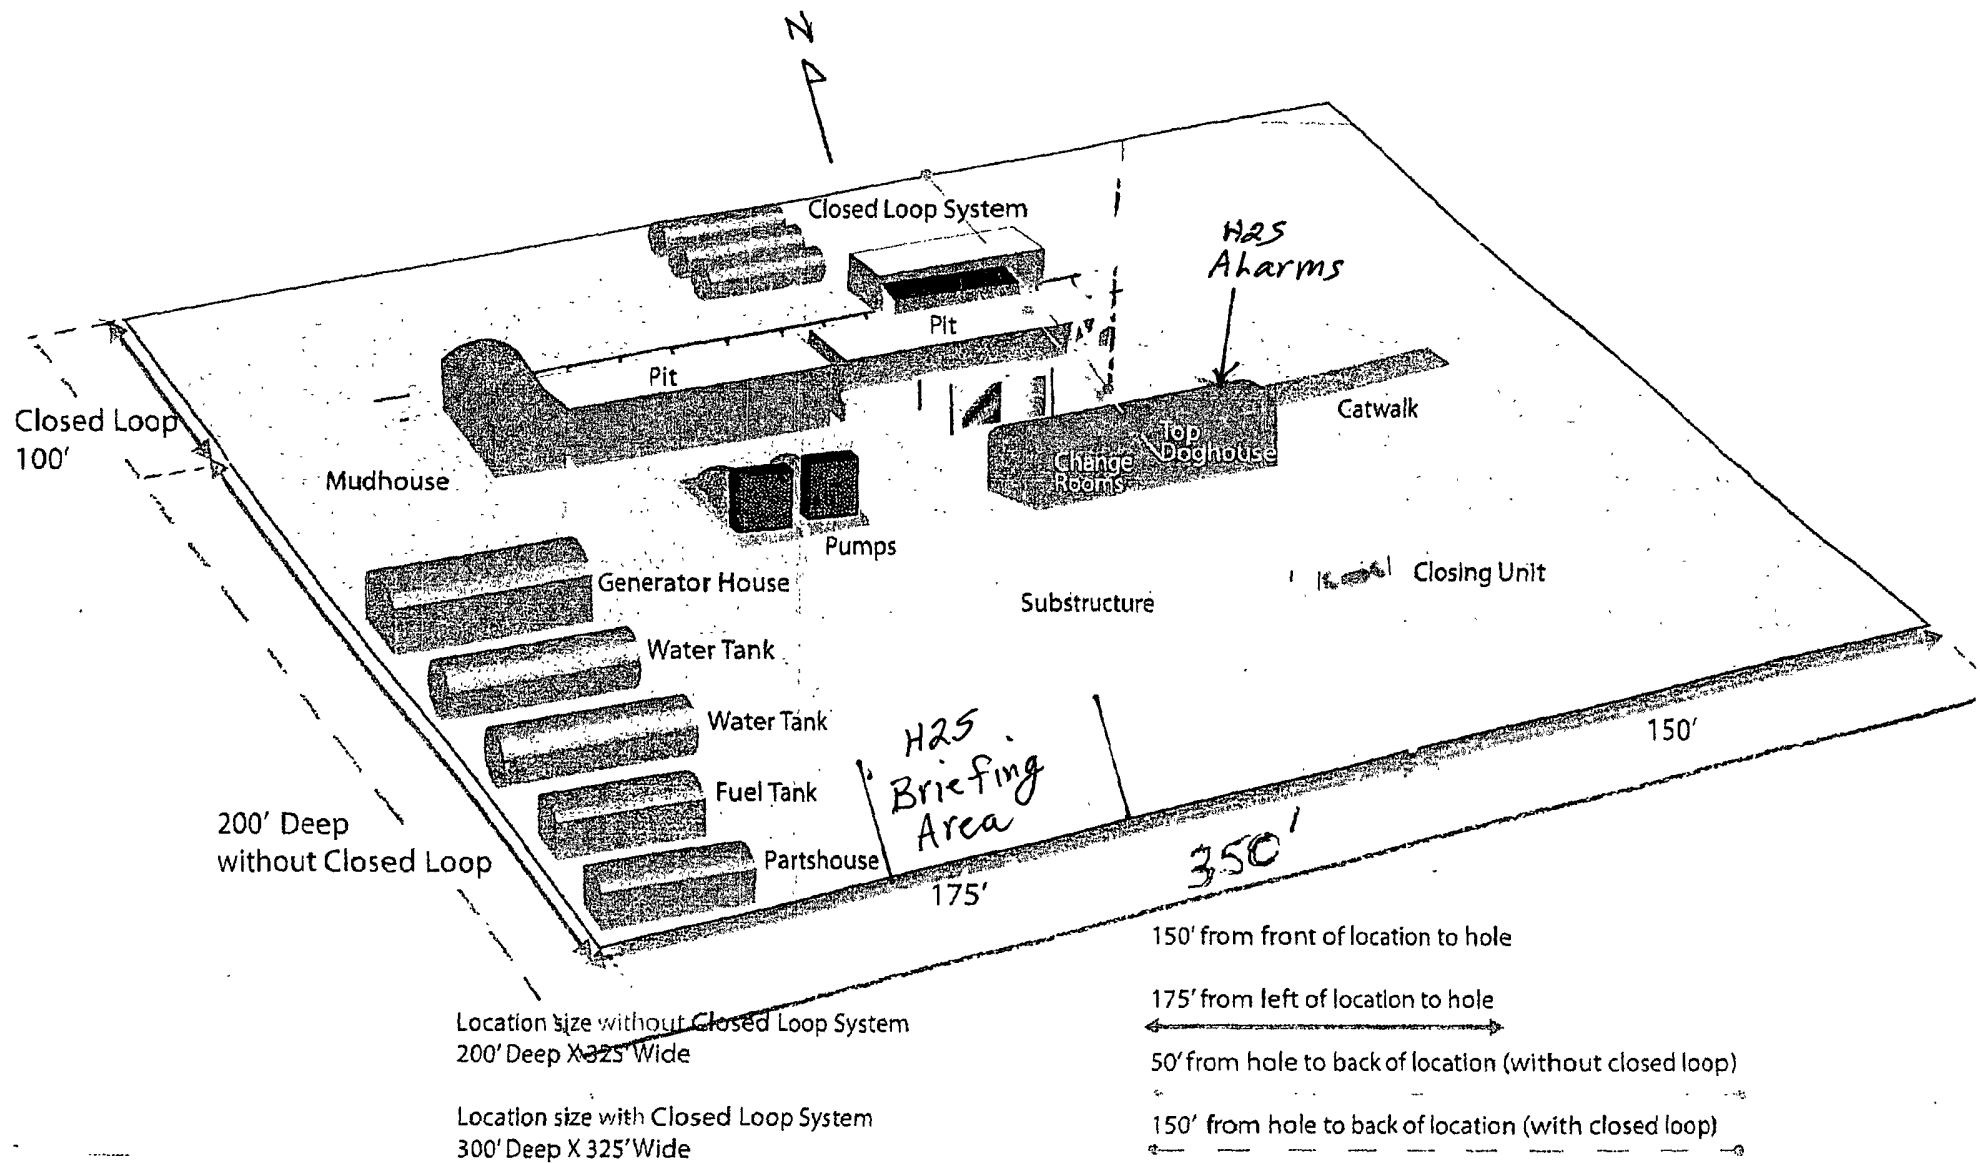 N
Closed Loop System
H2S
Alarms
Pit
Pit
Catwalk
Closed Loop
100'
Top
Doghouse
Change
Rooms
Mudhouse
Pumps
Generator House
Closing Unit
Substructure
Water Tank
Water Tank
H2S
Briefing
Area
150'
Fuel Tank
200' Deep
without Closed Loop
Partshouse
175'
350'
150' from front of location to hole
175' from left of location to hole
Location size without Closed Loop System
200' Deep X 325' Wide
50' from hole to back of location (without closed loop)
Location size with Closed Loop System
300' Deep X 325' Wide
150' from hole to back of location (with closed loop)